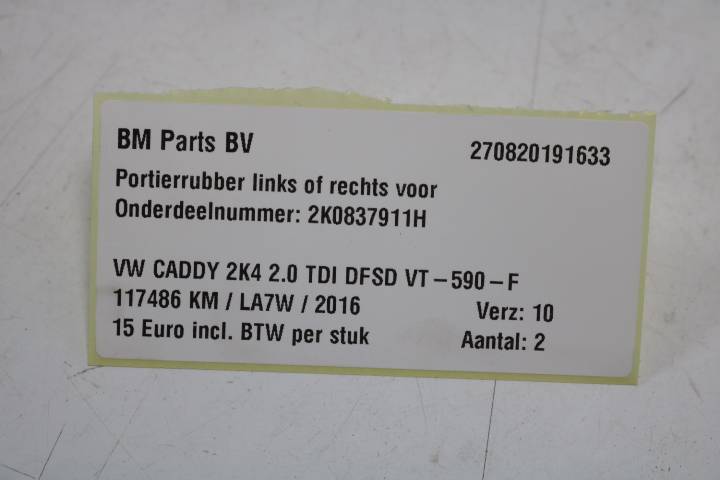 BM Parts BV 270820191633
Portierrubber links of rechts voor
Onderdeelnummer: 2K0837911H
VW CADDY 2K4 2.0 TDI DFSD VT-590-F
117486 KM / LA7W / 2016 Verz: 10
15 Euro incl. BTW per stuk Aantal: 2